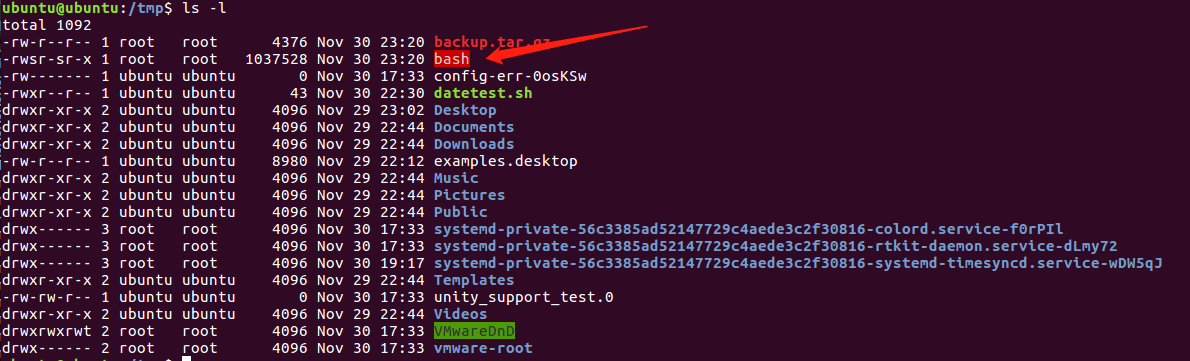 ubuntu@ubuntu:/tmp$ ls -l
total 1092
-rw-r--r-- 1 root   root      4376 Nov 30 23:20 backup.tar.gz
-rwsr-sr-x 1 root   root   1037528 Nov 30 23:20 bash
-rw------- 1 ubuntu ubuntu       0 Nov 30 17:33 config-err-0osKSw
-rwxr-xr-x 1 ubuntu ubuntu      43 Nov 30 22:30 datetest.sh
drwxr-xr-x 2 ubuntu ubuntu    4096 Nov 29 23:02 Desktop
drwxr-xr-x 2 ubuntu ubuntu    4096 Nov 29 22:44 Documents
drwxr-xr-x 2 ubuntu ubuntu    4096 Nov 29 22:44 Downloads
-rw-r--r-- 1 ubuntu ubuntu    8980 Nov 29 22:12 examples.desktop
drwxr-xr-x 2 ubuntu ubuntu    4096 Nov 29 22:44 Music
drwxr-xr-x 2 ubuntu ubuntu    4096 Nov 29 22:44 Pictures
drwxr-xr-x 2 ubuntu ubuntu    4096 Nov 29 22:44 Public
drwx------ 3 root   root      4096 Nov 30 17:33 systemd-private-56c3385ad52147729c4aede3c2f30816-colord.service-f0rPIl
drwx------ 3 root   root      4096 Nov 30 17:33 systemd-private-56c3385ad52147729c4aede3c2f30816-rtkit-daemon.service-dLmy72
drwx------ 3 root   root      4096 Nov 30 19:17 systemd-private-56c3385ad52147729c4aede3c2f30816-systemd-timesyncd.service-wDW5qJ
drwxr-xr-x 2 ubuntu ubuntu    4096 Nov 29 22:44 Templates
-rw-rw-r-- 1 ubuntu ubuntu       0 Nov 30 17:33 unity_support_test.0
drwxr-xr-x 2 ubuntu ubuntu    4096 Nov 29 22:44 Videos
drwxrwxrwt 2 root   root      4096 Nov 30 17:33 VMwareDnD
drwx------ 2 root   root      4096 Nov 30 17:33 vmware-root